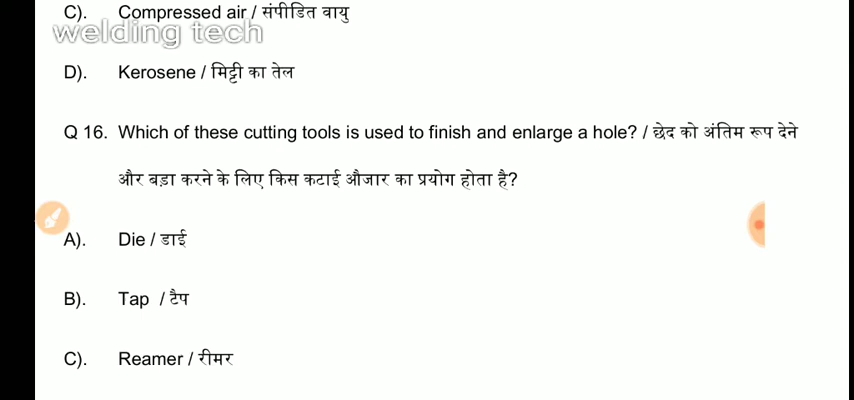 C). Compressed air / संपीडित वायु
welding tech
D). Kerosene / मिट्टी का तेल
Q 16. Which of these cutting tools is used to finish and enlarge a hole? / छेद को अंतिम रूप देने
और बड़ा करने के लिए किस कटाई औजार का प्रयोग होता है?
A). Die / डाई
B). Tap / टैप
C). Reamer / रीमर